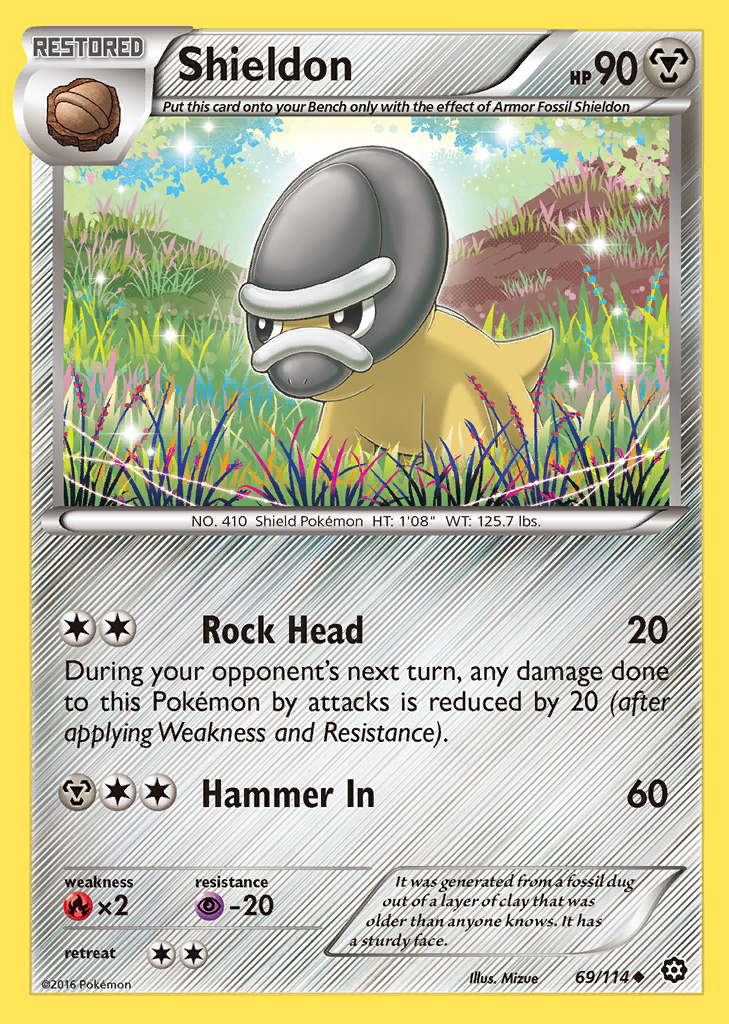 RESTORED
Shieldon
HP 90
Put this card onto your Bench only with the effect of Armor Fossil Shieldon
NO. 410 Shield Pokémon HT: 1'08" WT: 125.7 lbs.
Rock Head 20
During your opponent's next turn, any damage done
to this Pokémon by attacks is reduced by 20 (after
applying Weakness and Resistance).
Hammer In 60
weakness
×2
resistance
-20
retreat
It was generated from a fossil dug
out of a layer of clay that was
older than anyone knows. It has
a sturdy face.
©2016 Pokémon
Illus. Mizue
69/114